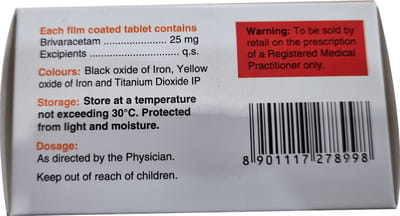 Each film coated tablet contains
Brivaracetam ..................... 25 mg
Excipients ........................... q.s.
Colours: Black oxide of Iron, Yellow
oxide of Iron and Titanium Dioxide IP
Storage: Store at a temperature
not exceeding 30°C. Protected
from light and moisture.
Dosage:
As directed by the Physician.
Keep out of reach of children.
Warning: To be sold by
retail on the prescription
of a Registered Medical
Practitioner only.
8 901117 278998